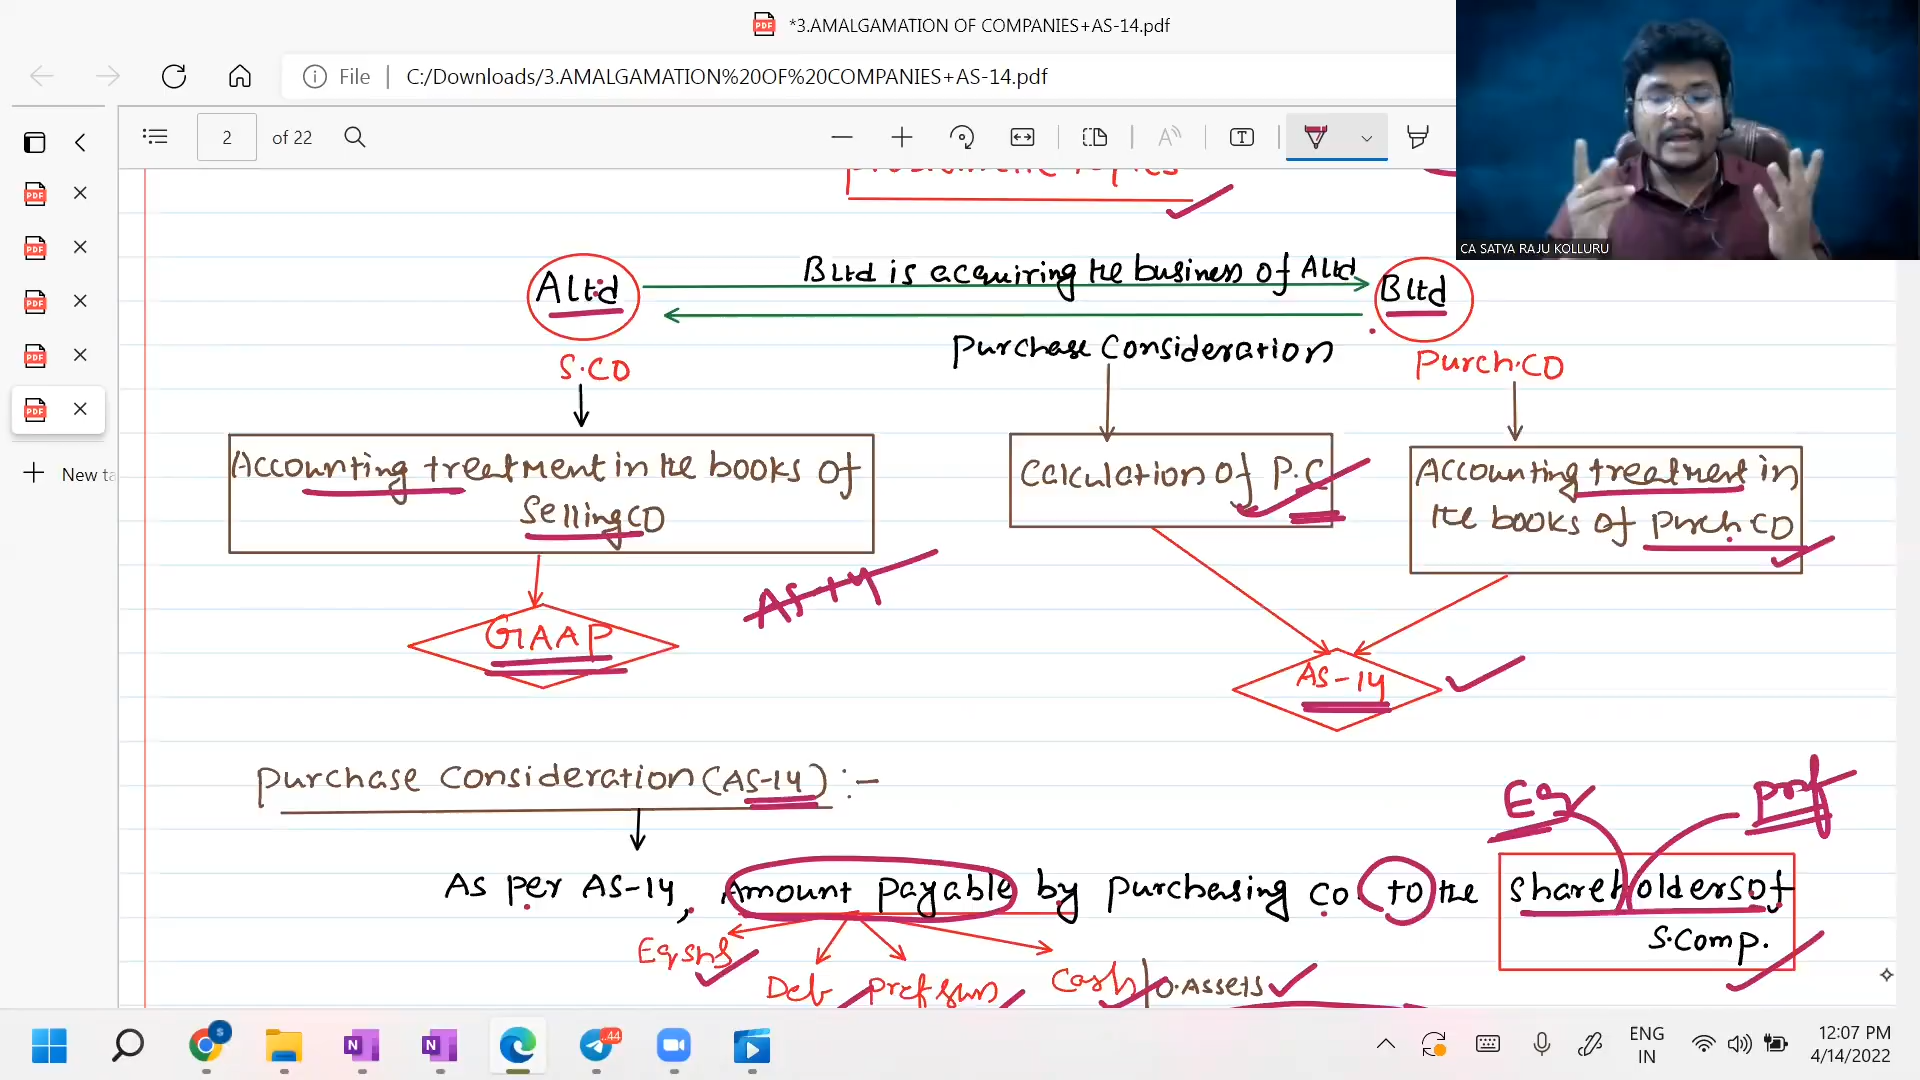 *3.AMALGAMATION OF COMPANIES+AS-14.pdf
File
C:/Downloads/3.AMALGAMATION%20OF%20COMPANIES+AS-14.pdf
2 of 22
CA SATYA RAJU KOLLURU
New ta
A Ltd
B Ltd is acquiring the business of A Ltd
B Ltd
Purchase Consideration
S.CO
Purch.CO
Accounting treatment in the books of
Selling CO
Calculation of P.C
Accounting treatment in
the books of Purch.CO
GAAP
AS-14
AS-14
Purchase Consideration (AS-14) :-
Eq
Pref
As per AS-14, Amount payable by purchasing co to the shareholders of
S.Comp.
Eq shs
Deb
Pref shrs
Cash/O.ASSETS
44
ENG
IN
12:07 PM
4/14/2022